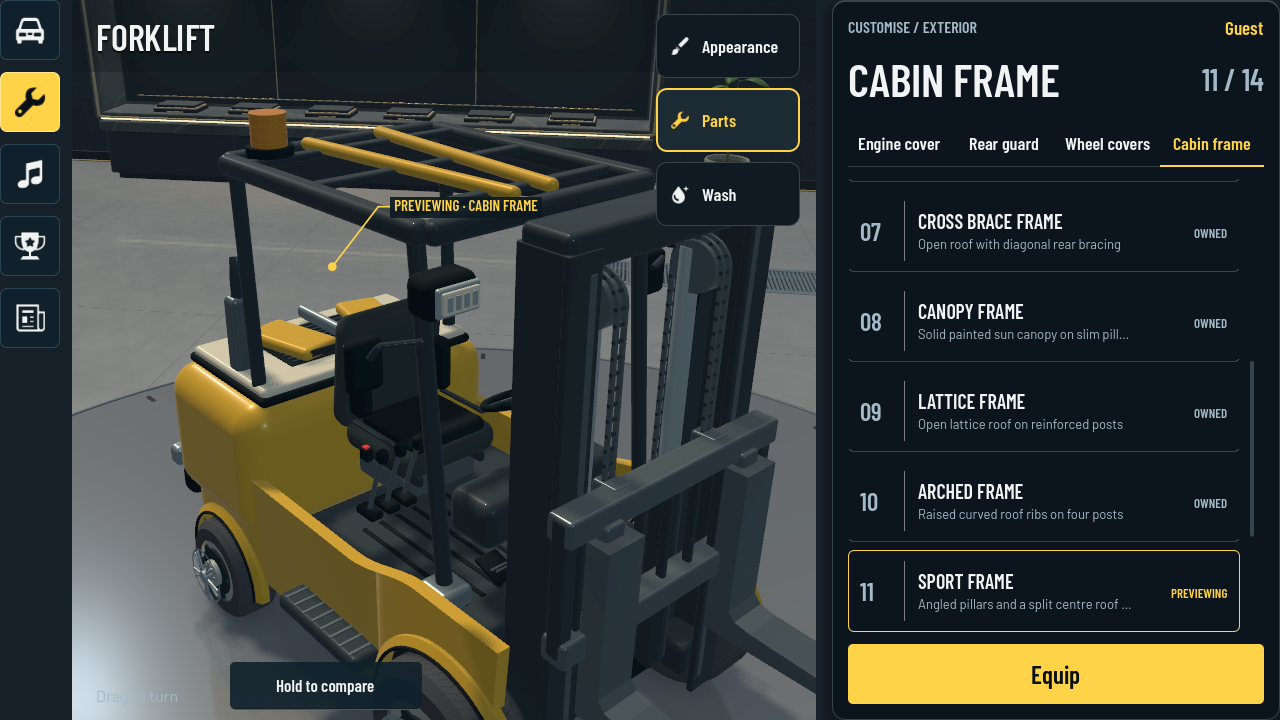 FORKLIFT
Appearance
Parts
Wash
PREVIEWING · CABIN FRAME
Hold to compare
Drag to turn
CUSTOMISE / EXTERIOR
Guest
CABIN FRAME
11 / 14
Engine cover
Rear guard
Wheel covers
Cabin frame
07
CROSS BRACE FRAME
Open roof with diagonal rear bracing
OWNED
08
CANOPY FRAME
Solid painted sun canopy on slim pill...
OWNED
09
LATTICE FRAME
Open lattice roof on reinforced posts
OWNED
10
ARCHED FRAME
Raised curved roof ribs on four posts
OWNED
11
SPORT FRAME
Angled pillars and a split centre roof ...
PREVIEWING
Equip